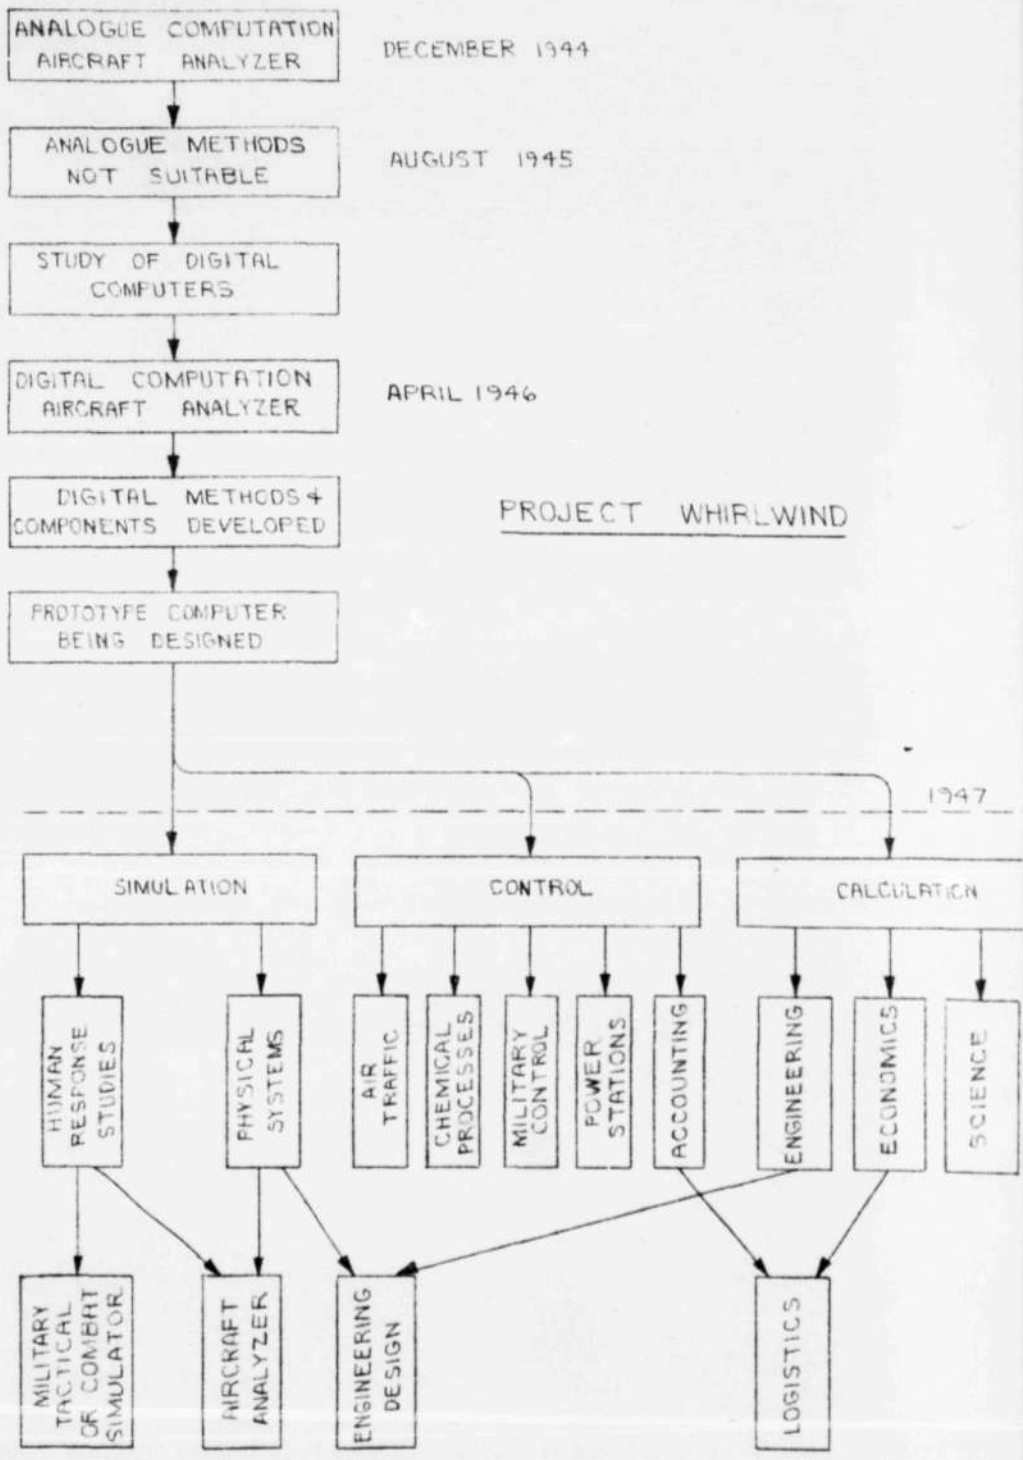 ANALOGUE COMPUTATION
AIRCRAFT ANALYZER
DECEMBER 1944
ANALOGUE METHODS
NOT SUITABLE
AUGUST 1945
STUDY OF DIGITAL
COMPUTERS
DIGITAL COMPUTATION
AIRCRAFT ANALYZER
APRIL 1946
DIGITAL METHODS &
COMPONENTS DEVELOPED
PROJECT WHIRLWIND
PROTOTYPE COMPUTER
BEING DESIGNED
1947
SIMULATION
CONTROL
CALCULATION
HUMAN
RESPONSE
STUDIES
PHYSICAL
SYSTEMS
AIR
TRAFFIC
CHEMICAL
PROCESSES
MILITARY
CONTROL
POWER
STATIONS
ACCOUNTING
ENGINEERING
ECONOMICS
SCIENCE
MILITARY
TACTICAL
OR COMBAT
SIMULATOR
AIRCRAFT
ANALYZER
ENGINEERING
DESIGN
LOGISTICS